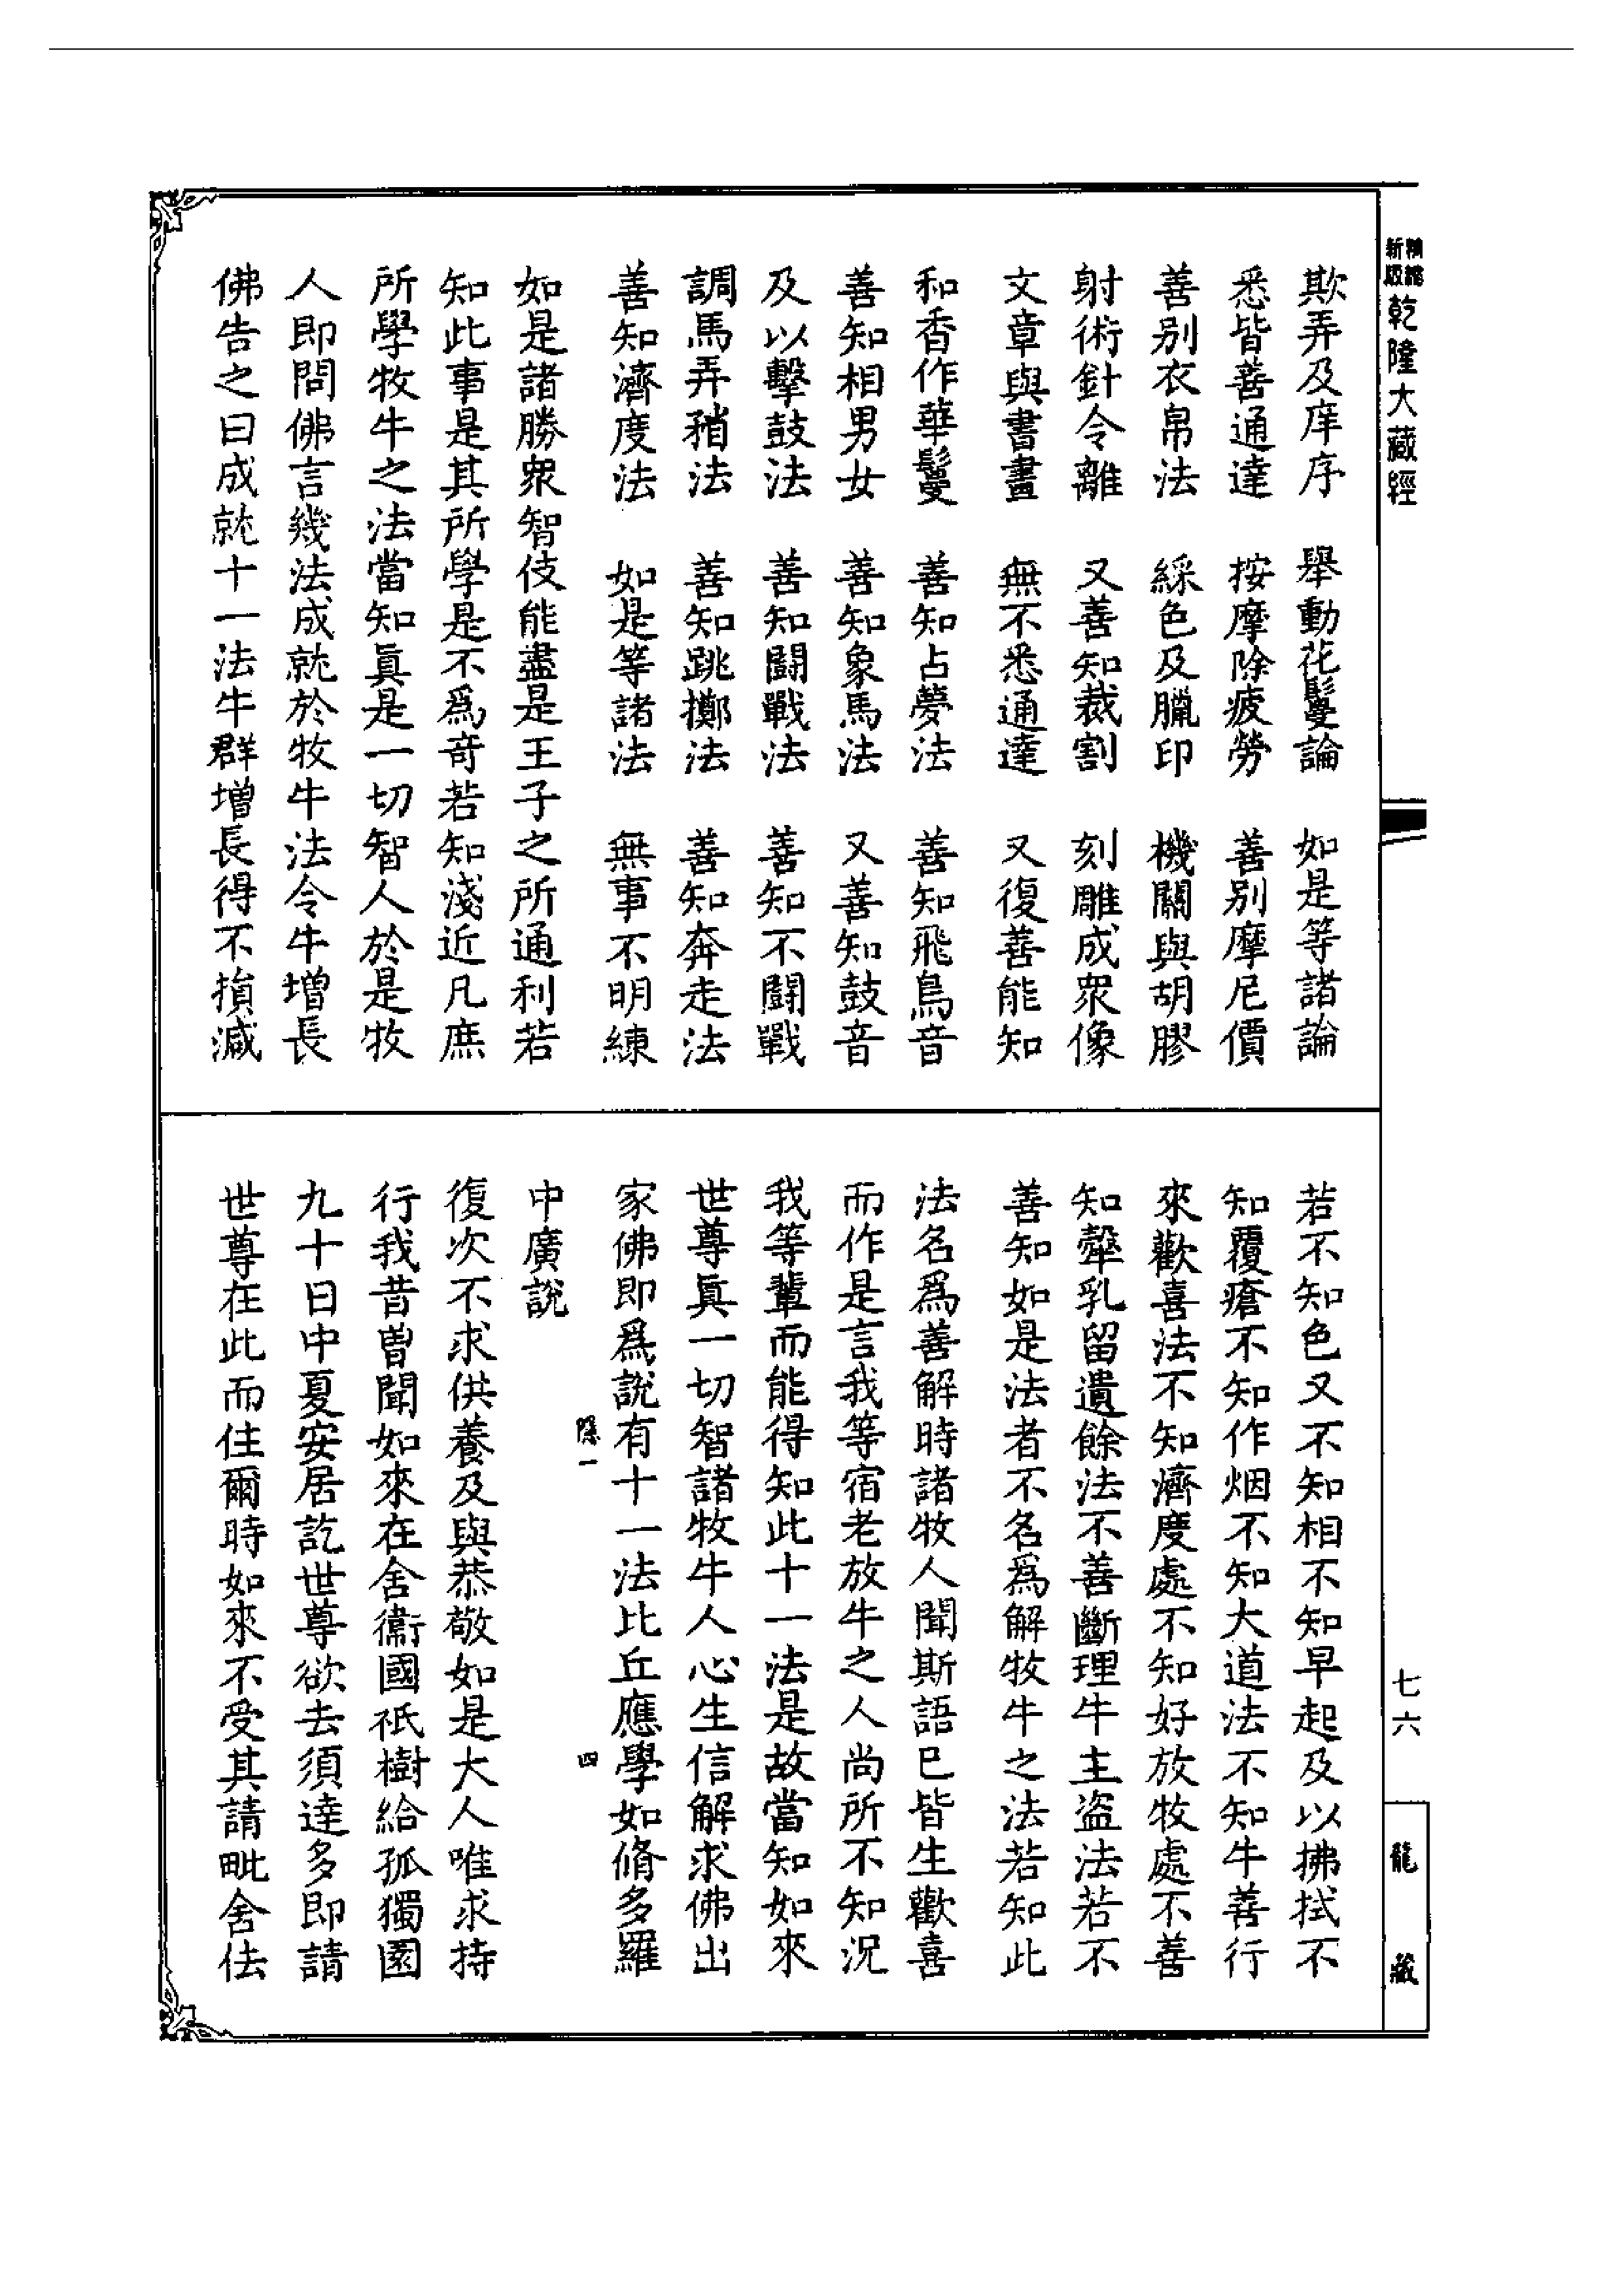 精縮新版乾隆大藏經
欺弄及庠序　舉動花鬘論　如是等諸論
悉皆善通達　按摩除疲勞　善別摩尼價
善別衣帛法　綵色及臘印　機關與胡膠
射術針令離　又善知裁割　刻雕成眾像
文章與書畫　無不悉通達　又復善能知
和香作華鬘　善知占夢法　善知飛鳥音
善知相男女　善知象馬法　又善知鼓音
及以擊鼓法　善知鬪戰法　善知不鬪戰
調馬弄矟法　善知跳擲法　善知奔走法
善知濟度法　如是等諸法　無事不明練
如是諸勝眾智伎能盡是王子之所通利若
知此事是其所學是不爲奇若知淺近凡庶
所學牧牛之法當知眞是一切智人於是牧
人即問佛言幾法成就於牧牛法令牛增長
佛告之曰成就十一法牛群增長得不損減
若不知色又不知相不知早起及以拂拭不
知覆瘡不知作烟不知大道法不知牛善行
來歡喜法不知濟度處不知好放牧處不善
知犛乳留遺餘法不善斷理牛主盜法若不
善知如是法者不名爲解牧牛之法若知此
法名爲善解時諸牧人聞斯語已皆生歡喜
而作是言我等宿老放牛之人尚所不知況
我等輩而能得知此十一法是故當知如來
世尊眞一切智諸牧牛人心生信解求佛出
家佛即爲說有十一法比丘應學如脩多羅
中廣說
復次不求供養及與恭敬如是大人唯求持
行我昔曾聞如來在舍衞國祇樹給孤獨園
九十日中夏安居訖世尊欲去須達多即請
世尊在此而住爾時如來不受其請毗舍佉
一
四
七六
龍藏